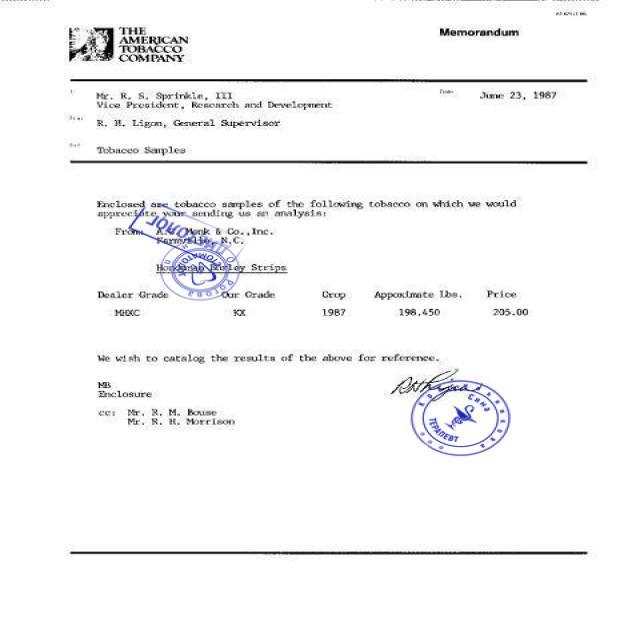 THE
AMERICAN
TOBACCO
COMPANY
Memorandum
Mr. R. S. Sprinkle, III
Vice President, Research and Development
Date:
June 23, 1987
R. H. Ligon, General Supervisor
Tobacco Samples
Enclosed are tobacco samples of the following tobacco on which we would
appreciate your sending us an analysis:
From: Monk & Co.,Inc.
Farmville, N.C.
Honduran Burley Strips
Dealer Grade Our Grade Crop Appoximate lbs. Price
MHXC KX 1987 198,450 205.00
We wish to catalog the results of the above for reference.
MB
Enclosure
cc: Mr. R. M. Bouse
Mr. R. H. Morrison
ТЕРАПЕВТ